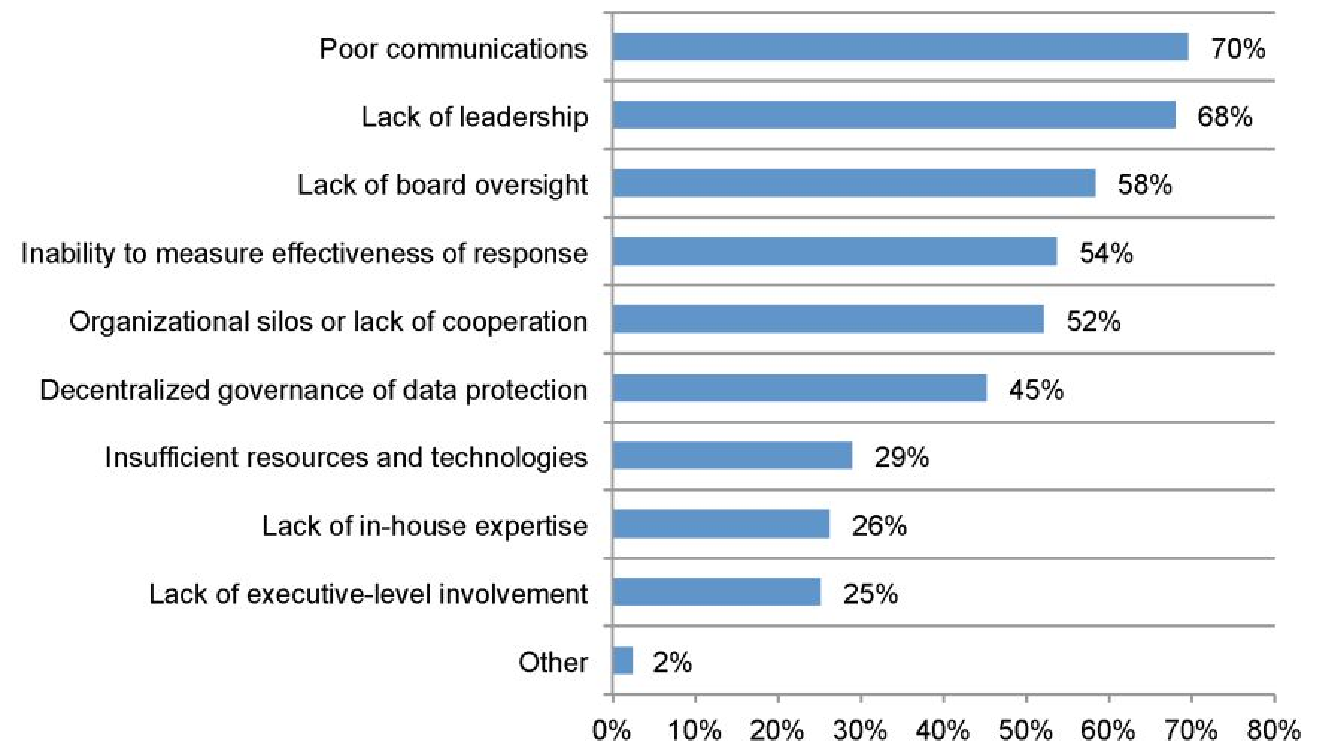 Poor communications 70%
Lack of leadership 68%
Lack of board oversight 58%
Inability to measure effectiveness of response 54%
Organizational silos or lack of cooperation 52%
Decentralized governance of data protection 45%
Insufficient resources and technologies 29%
Lack of in-house expertise 26%
Lack of executive-level involvement 25%
Other 2%
0% 10% 20% 30% 40% 50% 60% 70% 80%